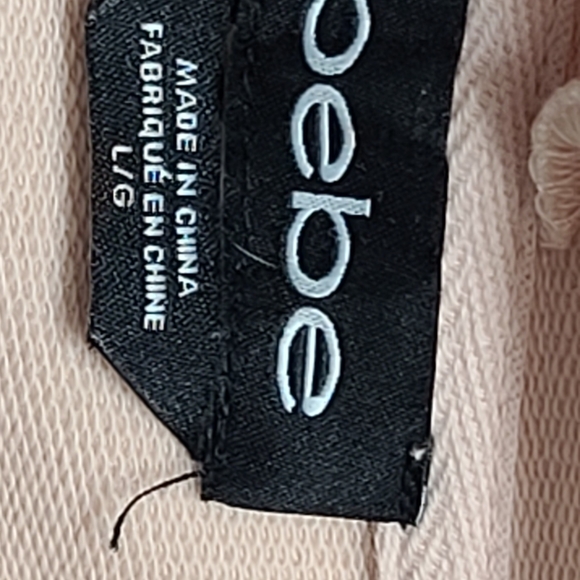 bebe
MADE IN CHINA
FABRIQUÉ EN CHINE
L/G